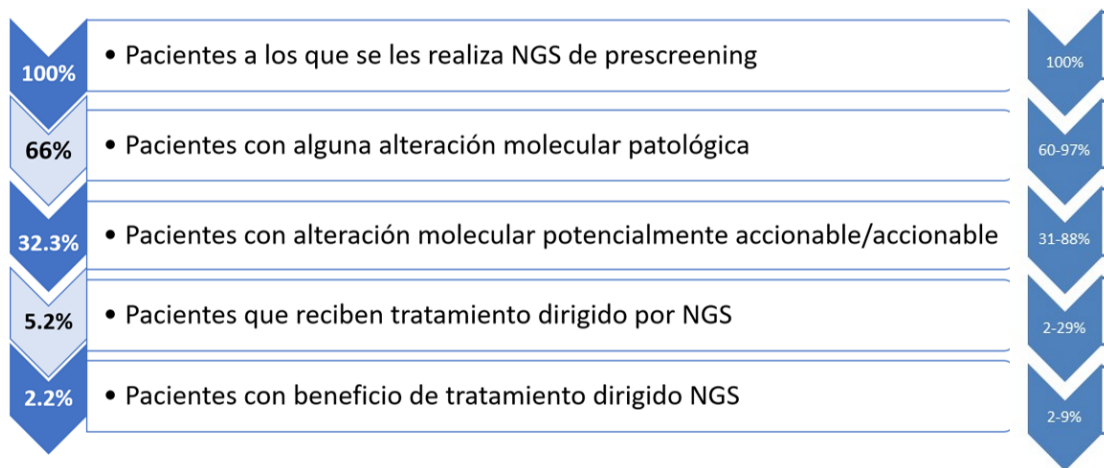 100%
• Pacientes a los que se les realiza NGS de prescreening
100%
66%
• Pacientes con alguna alteración molecular patológica
60-97%
32.3%
• Pacientes con alteración molecular potencialmente accionable/accionable
31-88%
5.2%
• Pacientes que reciben tratamiento dirigido por NGS
2-29%
2.2%
• Pacientes con beneficio de tratamiento dirigido NGS
2-9%